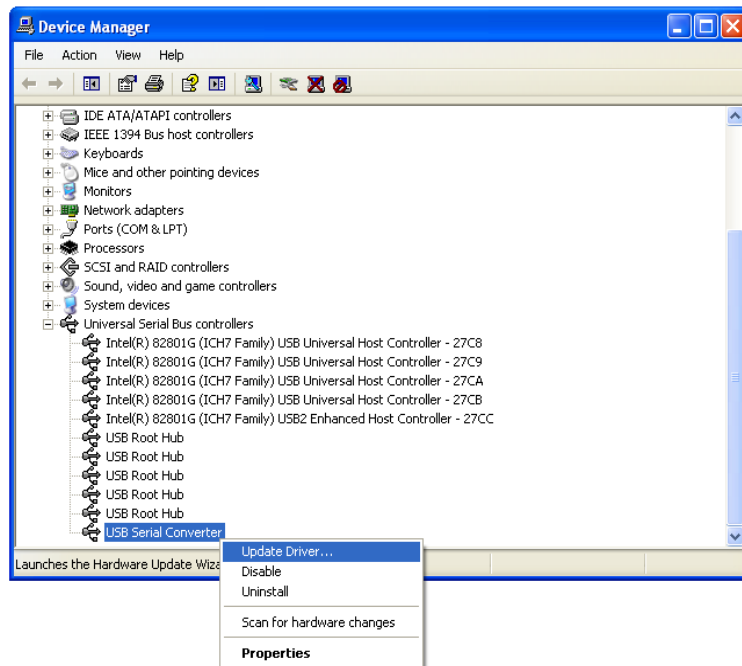 Device Manager
File Action View Help
IDE ATA/ATAPI controllers
IEEE 1394 Bus host controllers
Keyboards
Mice and other pointing devices
Monitors
Network adapters
Ports (COM & LPT)
Processors
SCSI and RAID controllers
Sound, video and game controllers
System devices
Universal Serial Bus controllers
Intel(R) 82801G (ICH7 Family) USB Universal Host Controller - 27C8
Intel(R) 82801G (ICH7 Family) USB Universal Host Controller - 27C9
Intel(R) 82801G (ICH7 Family) USB Universal Host Controller - 27CA
Intel(R) 82801G (ICH7 Family) USB Universal Host Controller - 27CB
Intel(R) 82801G (ICH7 Family) USB2 Enhanced Host Controller - 27CC
USB Root Hub
USB Root Hub
USB Root Hub
USB Root Hub
USB Root Hub
USB Serial Converter
Update Driver...
Launches the Hardware Update Wiza
Disable
Uninstall
Scan for hardware changes
Properties